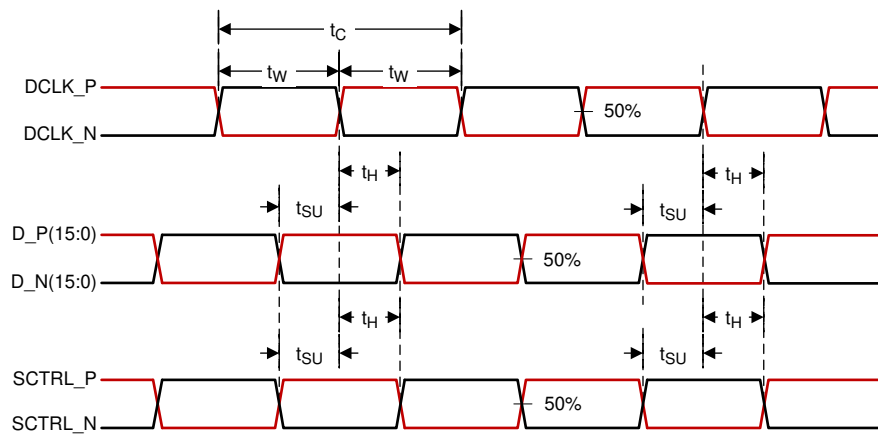 tC
tW tW
DCLK_P
50%
DCLK_N
tH tH
tSU tSU
D_P(15:0)
50%
D_N(15:0)
tH tH
tSU tSU
SCTRL_P
50%
SCTRL_N